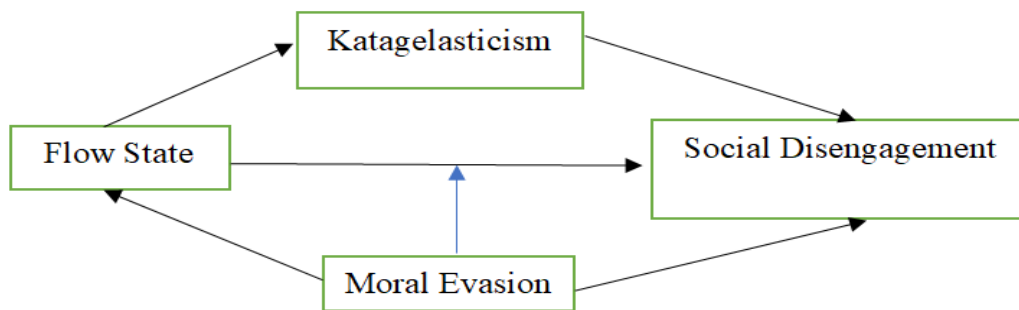 Katagelasticism
Flow State
Social Disengagement
Moral Evasion